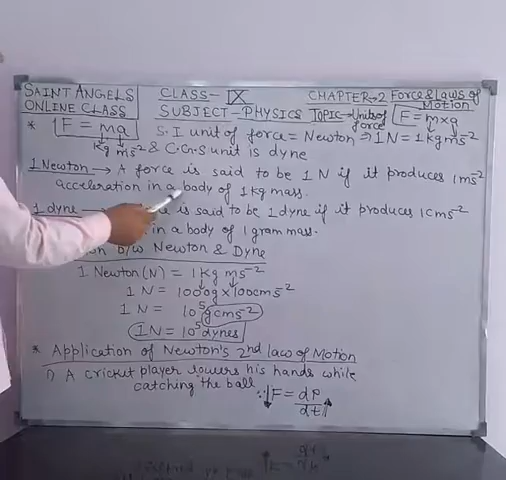 SAINT ANGELS
ONLINE CLASS
CLASS - IX
SUBJECT - PHYSICS
CHAPTER-2 Force & Laws of Motion
TOPIC → Units of force
F = m x a
* F = ma
S.I unit of force = Newton ⇒ 1N = 1kg ms⁻²
Kg ms⁻² & C.G.S unit is dyne
1 Newton → A force is said to be 1 N if it produces 1ms⁻²
acceleration in a body of 1kg mass.
1 dyne → is said to be 1 dyne if it produces 1cms⁻²
in a body of 1 gram mass.
b/w Newton & Dyne
1 Newton (N) = 1 kg ms⁻²
1 N = 1000g x 100cms⁻²
1 N = 10⁵ gcms⁻²
1N = 10⁵ dynes
* Application of Newton's 2nd law of Motion
i) A cricket player lowers his hands while
catching the ball ∵ ↓F = dP/dt↑